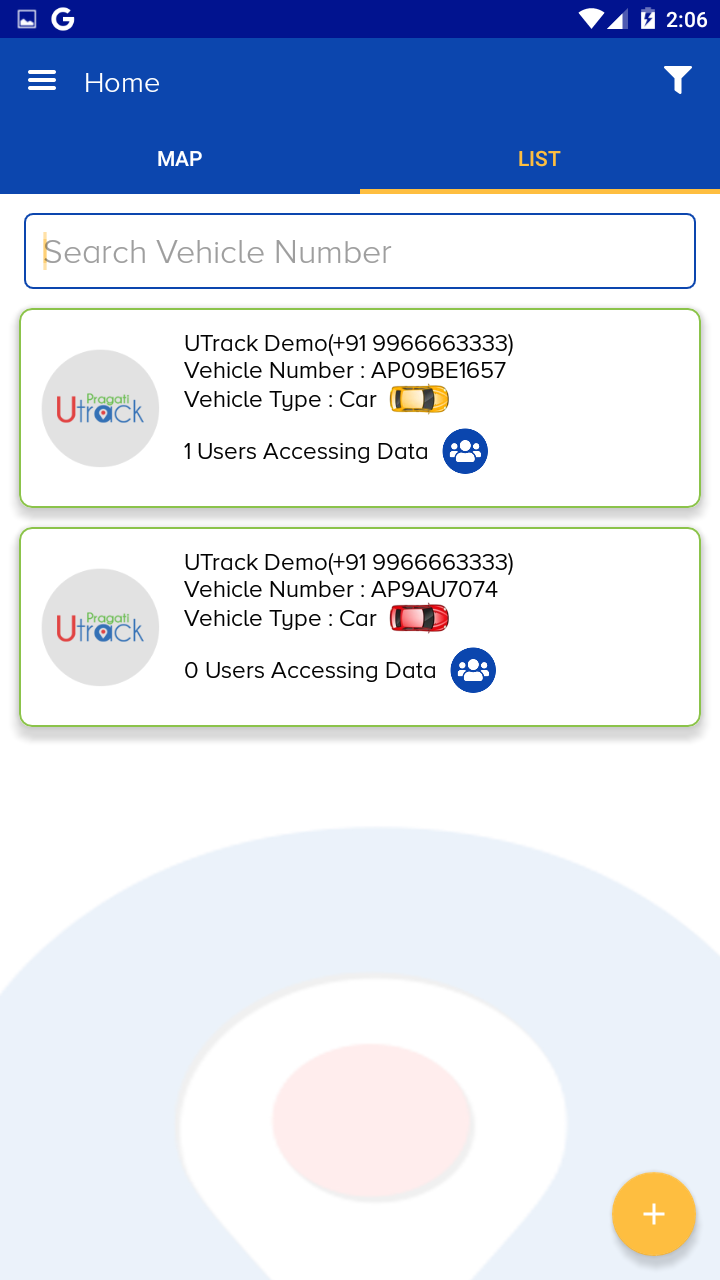 2:06
Home
MAP
LIST
Search Vehicle Number
UTrack Demo(+91 9966663333)
Vehicle Number : AP09BE1657
Vehicle Type : Car
1 Users Accessing Data
Pragati
Utrack
UTrack Demo(+91 9966663333)
Vehicle Number : AP9AU7074
Vehicle Type : Car
0 Users Accessing Data
Pragati
Utrack